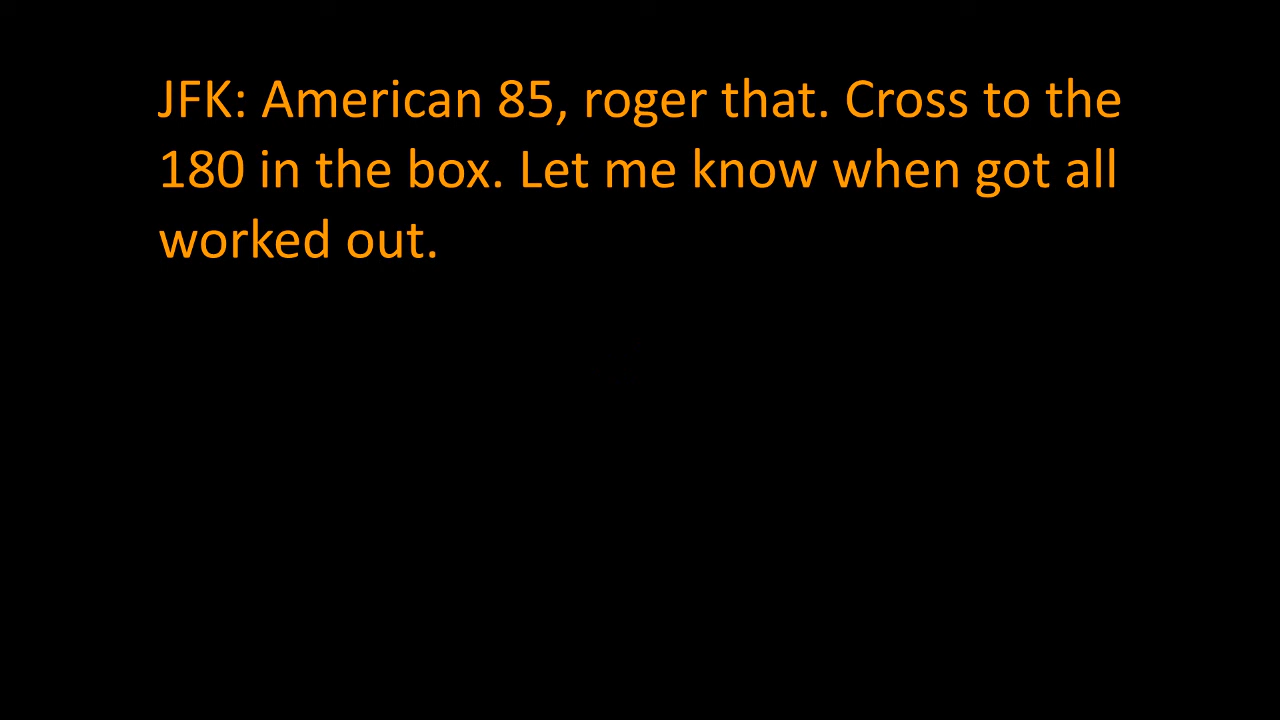 JFK: American 85, roger that. Cross to the
180 in the box. Let me know when got all
worked out.